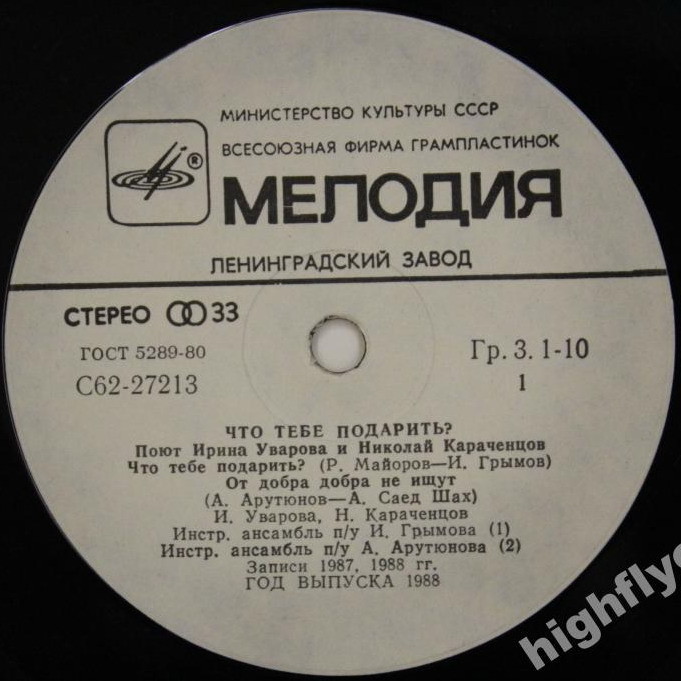 МИНИСТЕРСТВО КУЛЬТУРЫ СССР
ВСЕСОЮЗНАЯ ФИРМА ГРАМПЛАСТИНОК
®
МЕЛОДИЯ
ЛЕНИНГРАДСКИЙ ЗАВОД
СТЕРЕО 33
ГОСТ 5289-80
Гр. 3. 1-10
С62-27213
1
ЧТО ТЕБЕ ПОДАРИТЬ?
Поют Ирина Уварова и Николай Караченцов
Что тебе подарить? (Р. Майоров—И. Грымов)
От добра добра не ищут
(А. Арутюнов—А. Саед Шах)
И. Уварова, Н. Караченцов
Инстр. ансамбль п/у И. Грымова (1)
Инстр. ансамбль п/у А. Арутюнова (2)
Записи 1987, 1988 гг.
ГОД ВЫПУСКА 1988